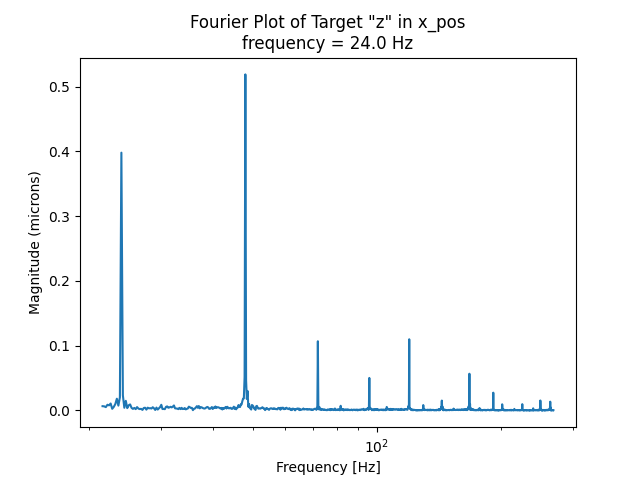 Fourier Plot of Target "z" in x_pos
frequency = 24.0 Hz
0.5
0.4
0.3
0.2
0.1
0.0
Magnitude (microns)
10²
Frequency [Hz]